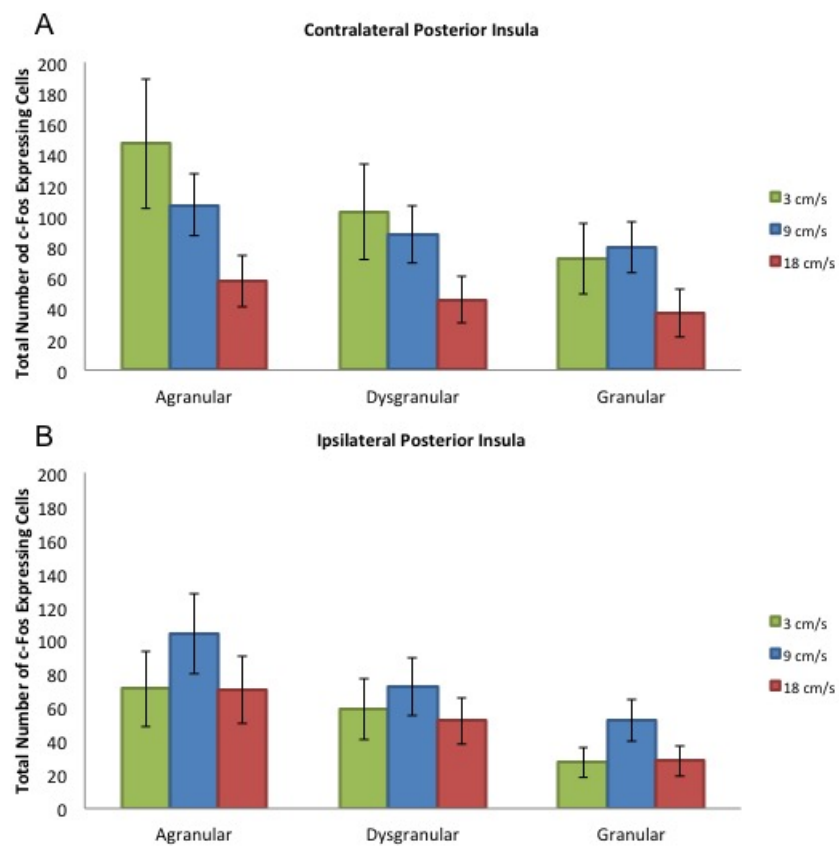 A
Contralateral Posterior Insula
Total Number od c-Fos Expressing Cells
200
180
160
140
120
100
80
60
40
20
0
Agranular
Dysgranular
Granular
3 cm/s
9 cm/s
18 cm/s
B
Ipsilateral Posterior Insula
Total Number of c-Fos Expressing Cells
200
180
160
140
120
100
80
60
40
20
0
Agranular
Dysgranular
Granular
3 cm/s
9 cm/s
18 cm/s